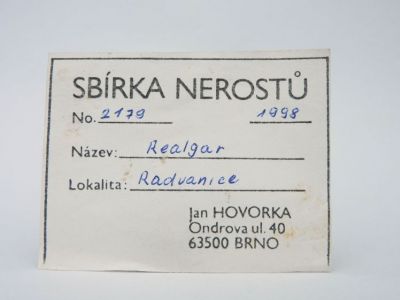 SBÍRKA NEROSTŮ
No. 2179 1998
Název: Realgar
Lokalita: Radvanice
Jan HOVORKA
Ondrova ul. 40
63500 BRNO